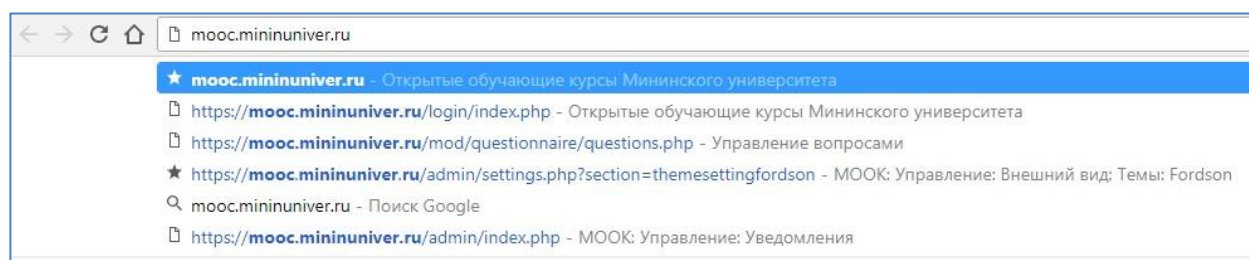 mooc.mininuniver.ru
mooc.mininuniver.ru - Открытые обучающие курсы Мининского университета
https://mooc.mininuniver.ru/login/index.php - Открытые обучающие курсы Мининского университета
https://mooc.mininuniver.ru/mod/questionnaire/questions.php - Управление вопросами
https://mooc.mininuniver.ru/admin/settings.php?section=themesettingfordson - МООК: Управление: Внешний вид: Темы: Fordson
mooc.mininuniver.ru - Поиск Google
https://mooc.mininuniver.ru/admin/index.php - МООК: Управление: Уведомления